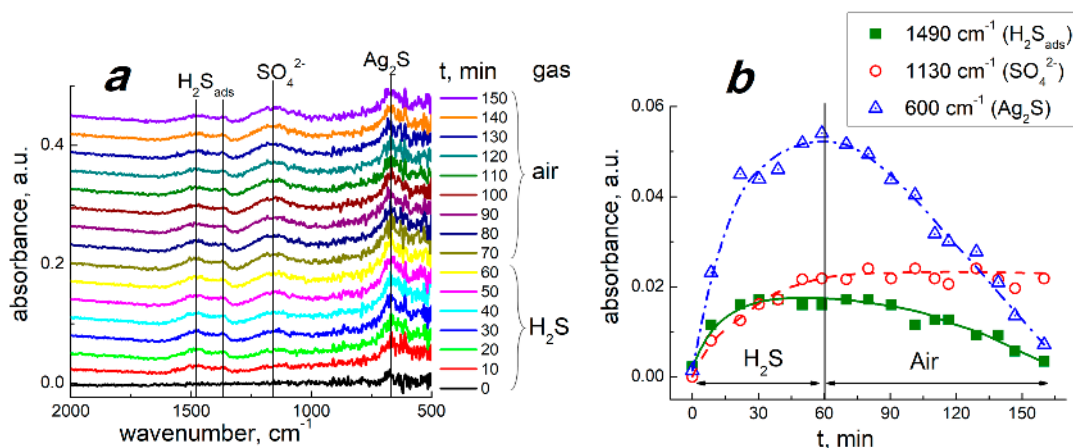 a
H₂S_ads
SO₄²⁻
Ag₂S
t, min
gas
150
140
130
120
110
100
90
80
70
60
50
40
30
20
10
0
air
H₂S
0.4
0.2
0.0
absorbance, a.u.
2000 1500 1000 500
wavenumber, cm⁻¹
b
1490 cm⁻¹ (H₂S_ads)
1130 cm⁻¹ (SO₄²⁻)
600 cm⁻¹ (Ag₂S)
0.06
0.04
0.02
0.00
absorbance, a.u.
H₂S
Air
0 30 60 90 120 150
t, min